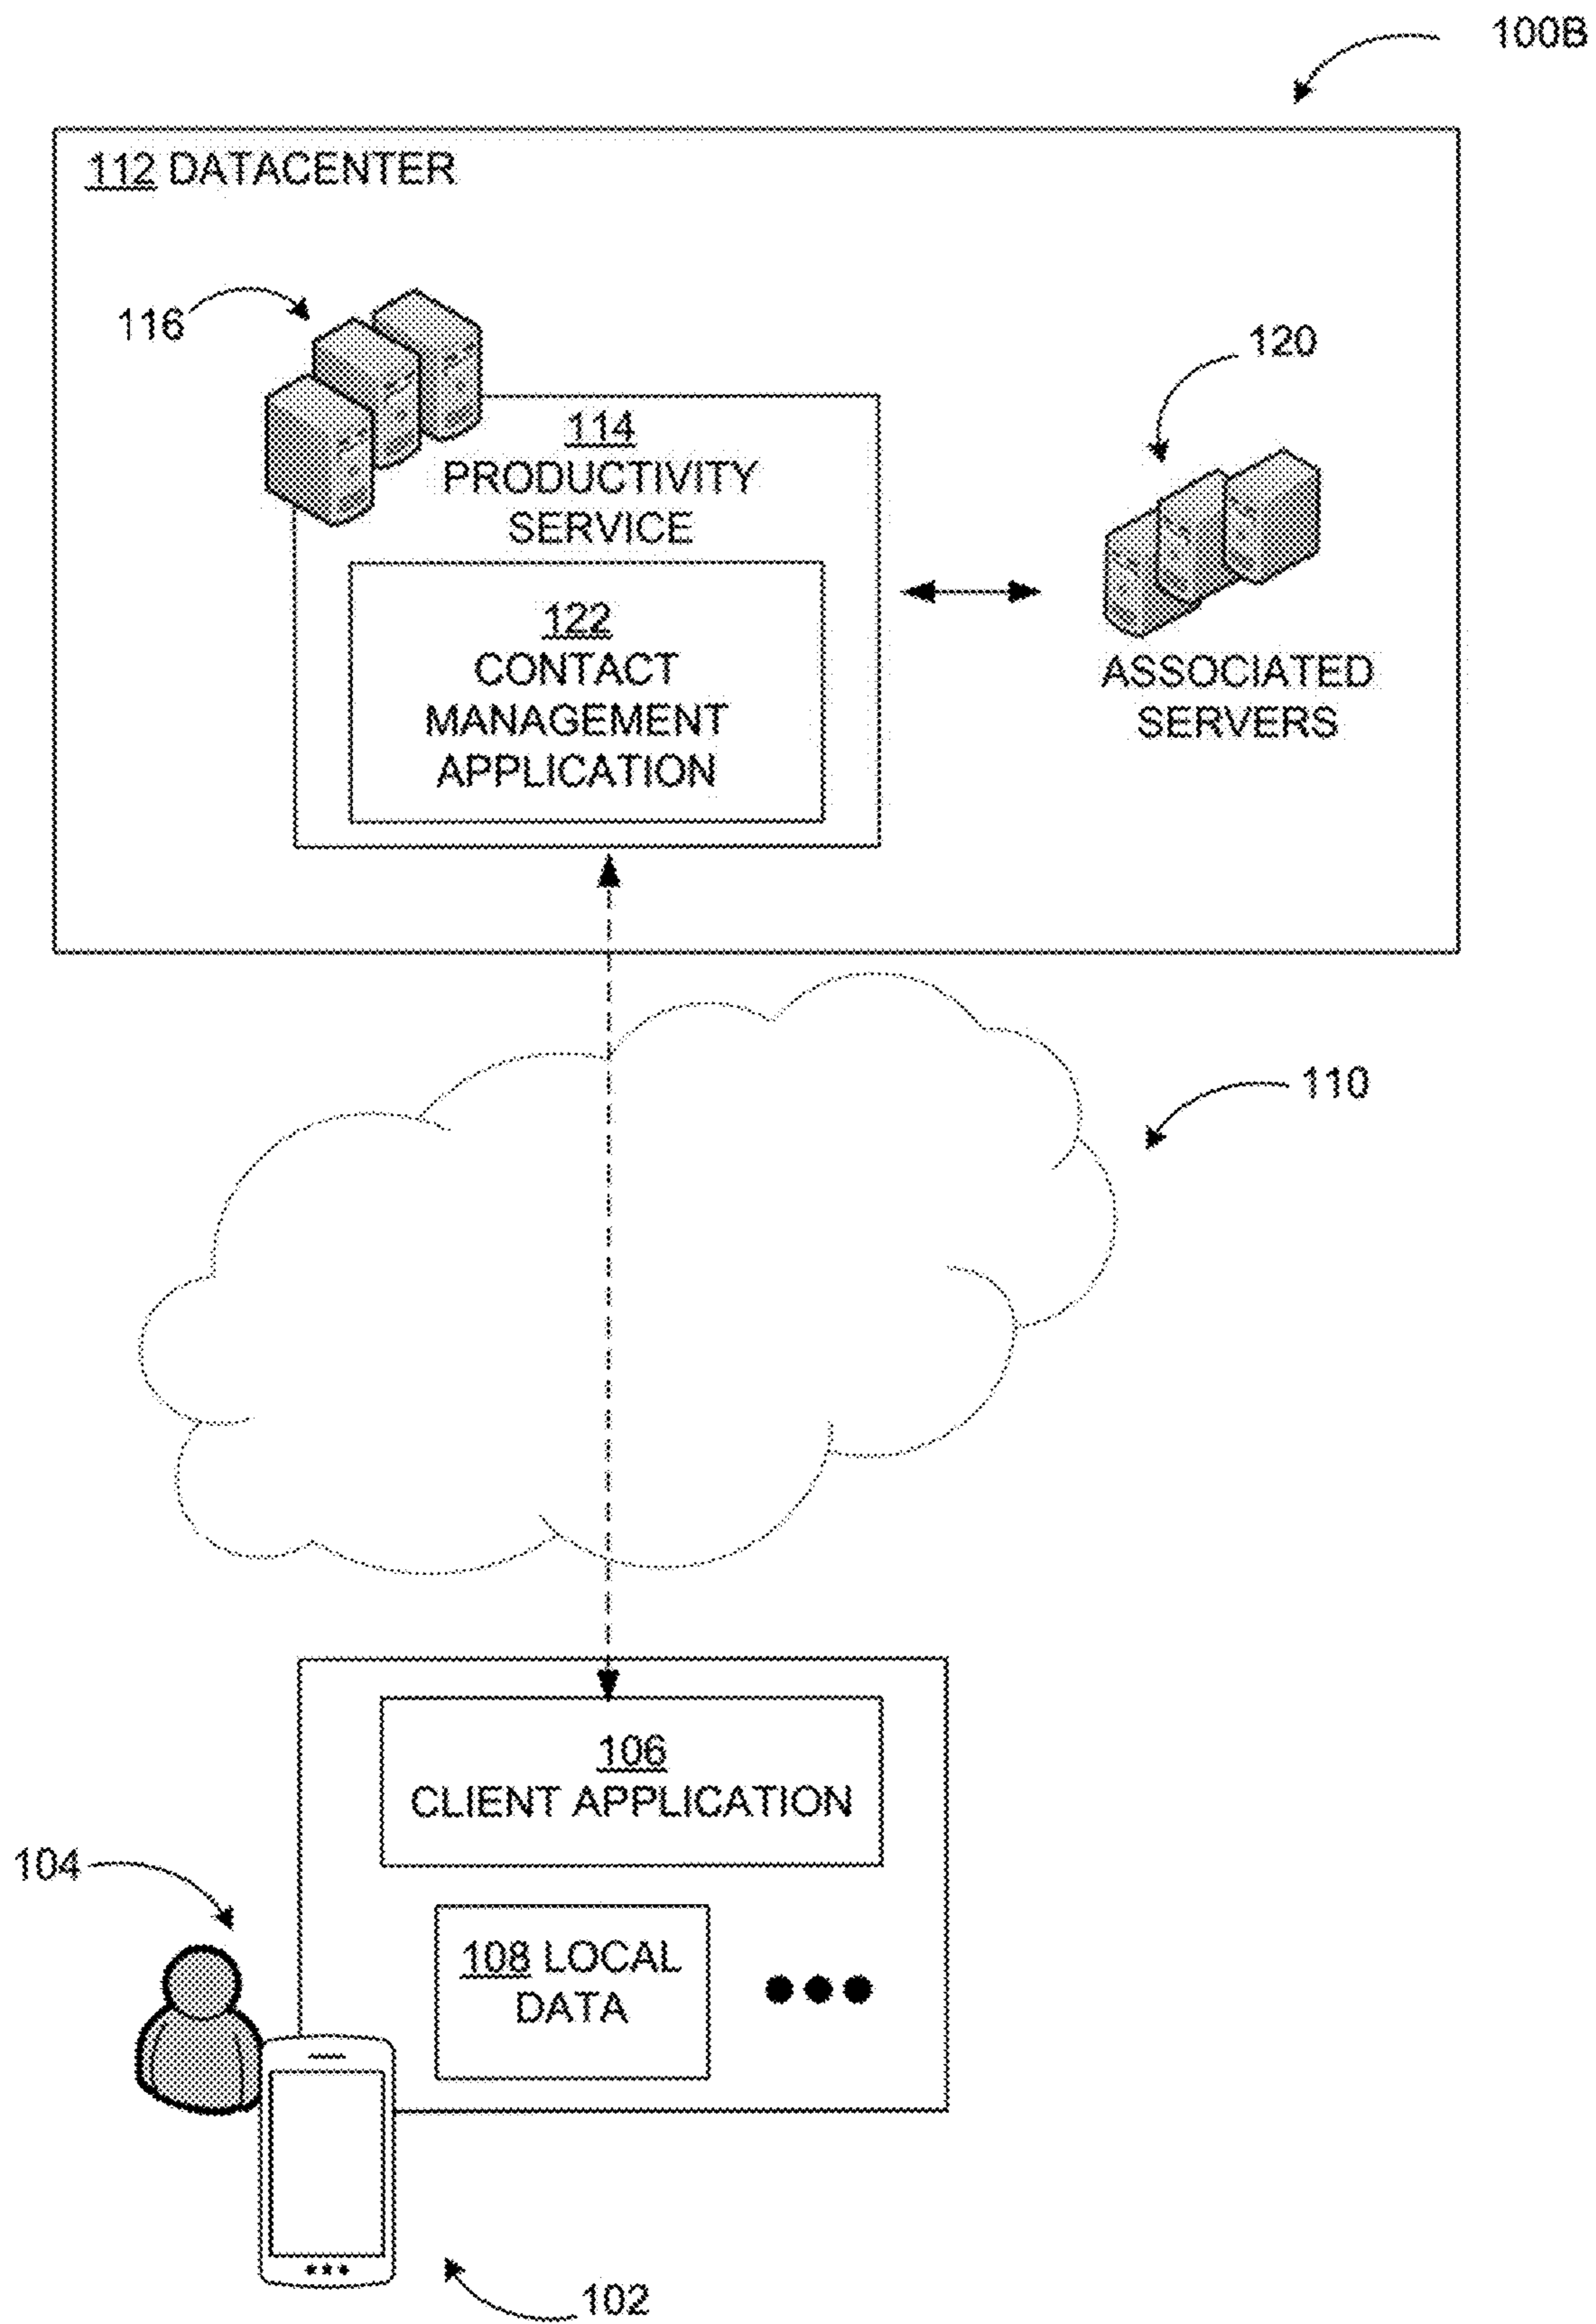 100B
112 DATACENTER
116
120
114
PRODUCTIVITY
SERVICE
122
CONTACT
MANAGEMENT
APPLICATION
ASSOCIATED
SERVERS
110
106
CLIENT APPLICATION
104
108 LOCAL
DATA
102